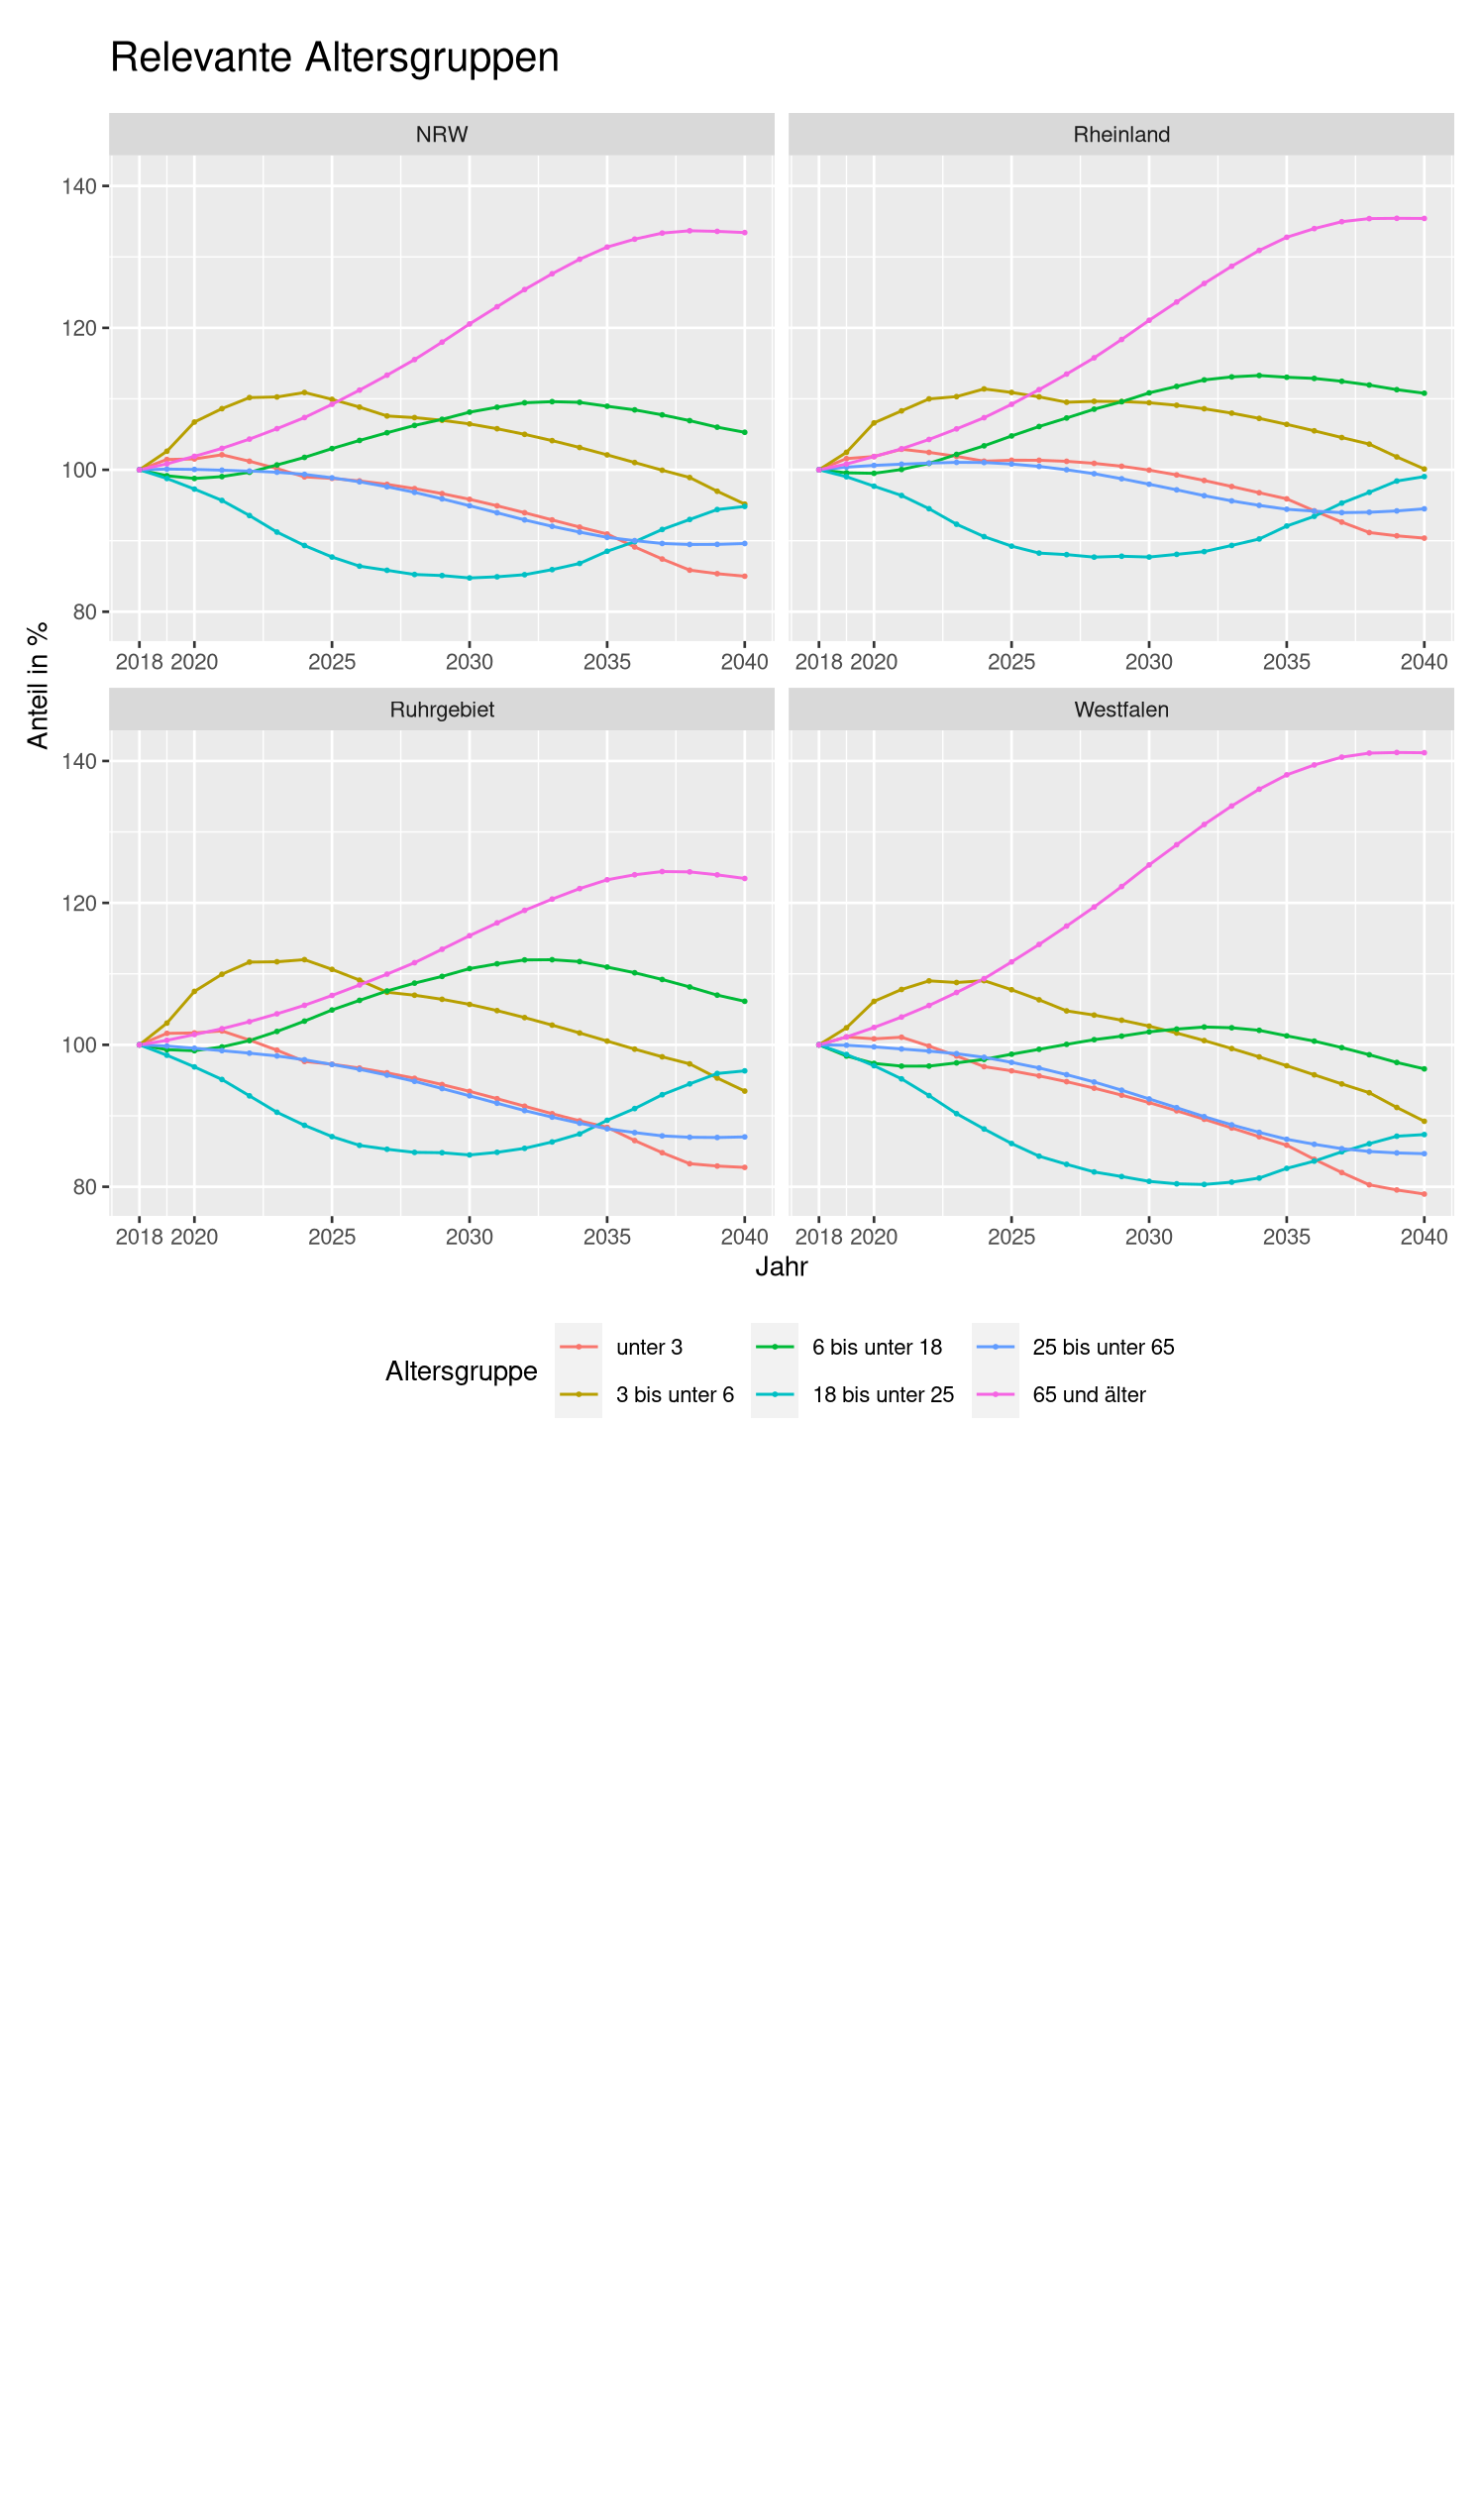 Relevante Altersgruppen
NRW
Rheinland
140
120
100
80
2018 2020 2025 2030 2035 2040
2018 2020 2025 2030 2035 2040
Anteil in %
Ruhrgebiet
Westfalen
140
120
100
80
2018 2020 2025 2030 2035 2040
2018 2020 2025 2030 2035 2040
Jahr
Altersgruppe
unter 3
3 bis unter 6
6 bis unter 18
18 bis unter 25
25 bis unter 65
65 und älter